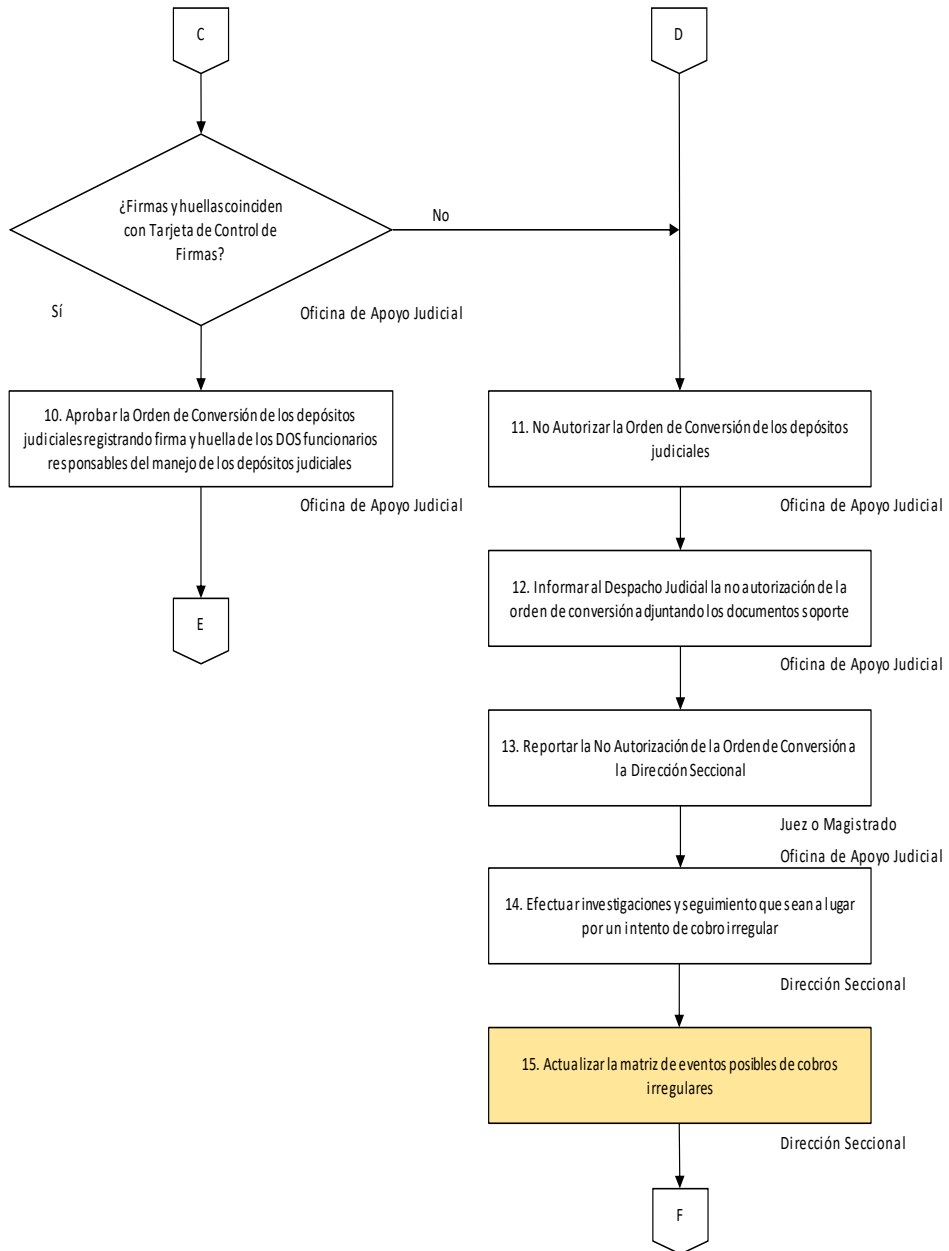 C
D
¿Firmas y huellas coinciden
con Tarjeta de Control de
Firmas?
No
Sí
Oficina de Apoyo Judicial
10. Aprobar la Orden de Conversión de los depósitos
judiciales registrando firma y huella de los DOS funcionarios
responsables del manejo de los depósitos judiciales
Oficina de Apoyo Judicial
E
11. No Autorizar la Orden de Conversión de los depósitos
judiciales
Oficina de Apoyo Judicial
12. Informar al Despacho Judicial la no autorización de la
orden de conversión adjuntando los documentos soporte
Oficina de Apoyo Judicial
13. Reportar la No Autorización de la Orden de Conversión a
la Dirección Seccional
Juez o Magistrado
Oficina de Apoyo Judicial
14. Efectuar investigaciones y seguimiento que sean a lugar
por un intento de cobro irregular
Dirección Seccional
15. Actualizar la matriz de eventos posibles de cobros
irregulares
Dirección Seccional
F